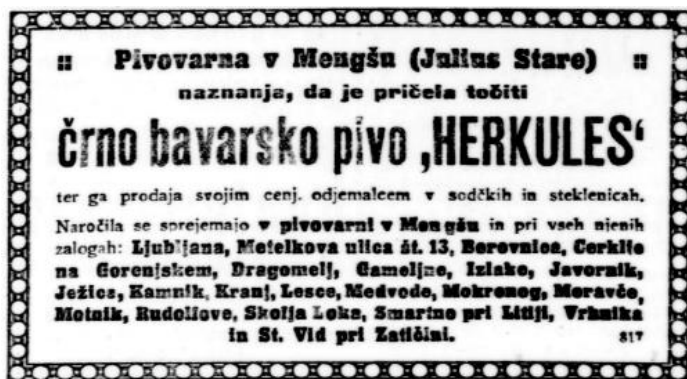 :: Pivovarna v Mengšu (Julius Stare) ::
naznanja, da je pričela točiti
črno bavarsko pivo ‚HERKULES‘
ter ga prodaja svojim cenj. odjemalcem v sodčkih in steklenicah.
Naročila se sprejemajo v pivovarni v Mengšu in pri vseh njenih
zalogah: Ljubljana, Metelkova ulica št. 13, Borovnica, Cerklje
na Gorenjskem, Dragomelj, Gameljne, Izlake, Javornik,
Ježica, Kamnik, Kranj, Lesce, Medvode, Mokronog, Moravče,
Motnik, Rudolfovo, Škofja Loka, Smartno pri Litiji, Vrhnika
in St. Vid pri Zatičini. 817